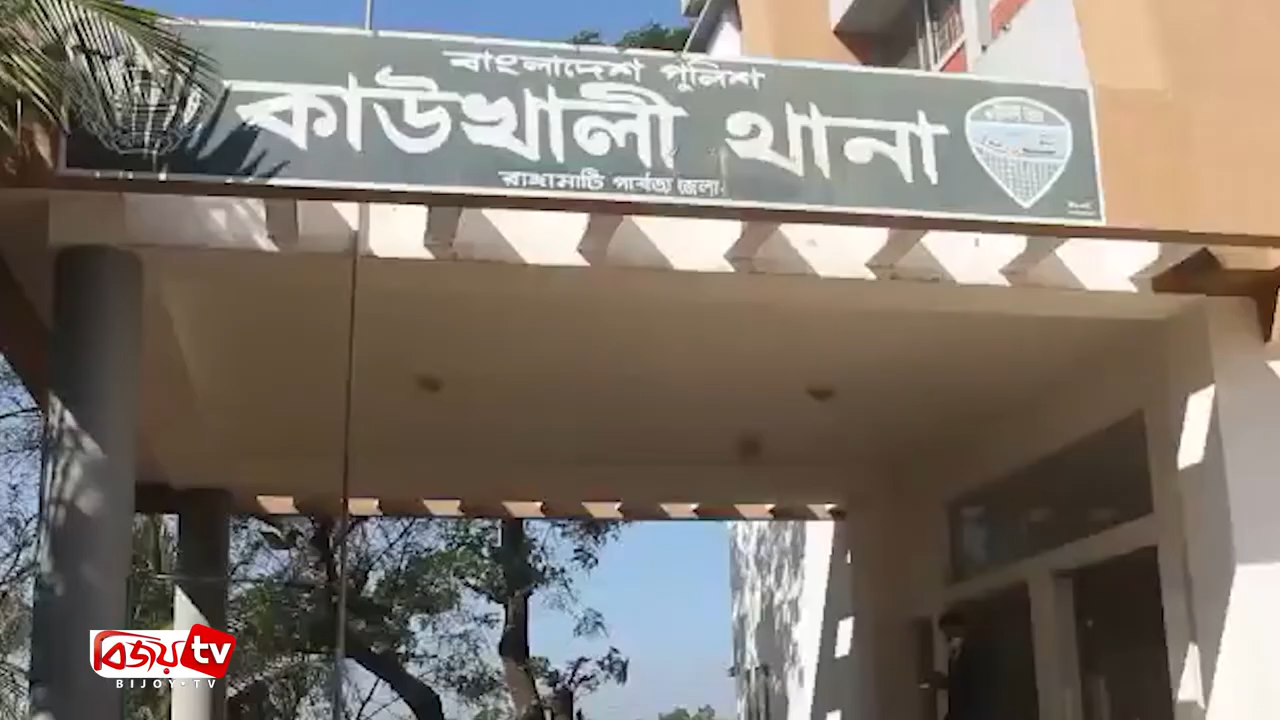 বাংলাদেশ পুলিশ
কাউখালী থানা
রাঙ্গামাটি পার্বত্য জেলা।
বিজয় tv
BIJOY TV